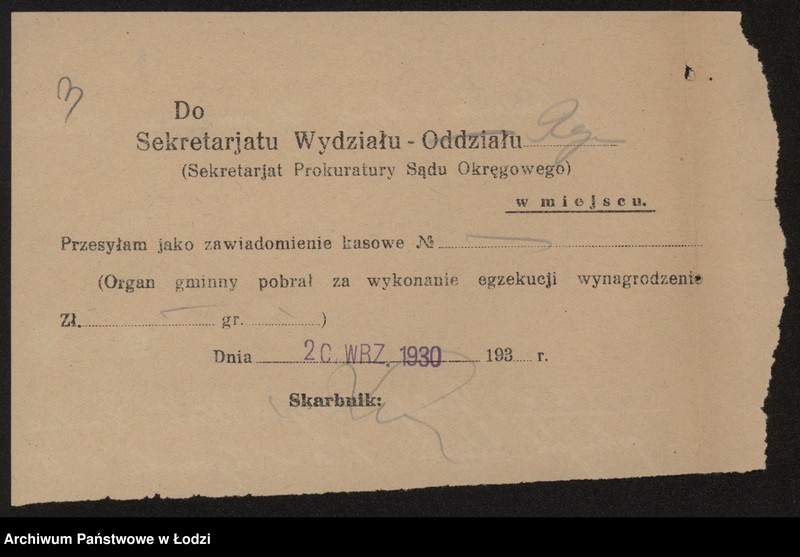 3
Do
Sekretarjatu Wydziału - Oddziału
(Sekretarjat Prokuratury Sądu Okręgowego)
w miejscu.
Przesyłam jako zawiadomienie kasowe №
(Organ gminny pobrał za wykonanie egzekucji wynagrodzenie
Zł. gr. )
Dnia 20. WRZ. 1930 193 r.
Skarbnik:
Archiwum Państwowe w Łodzi